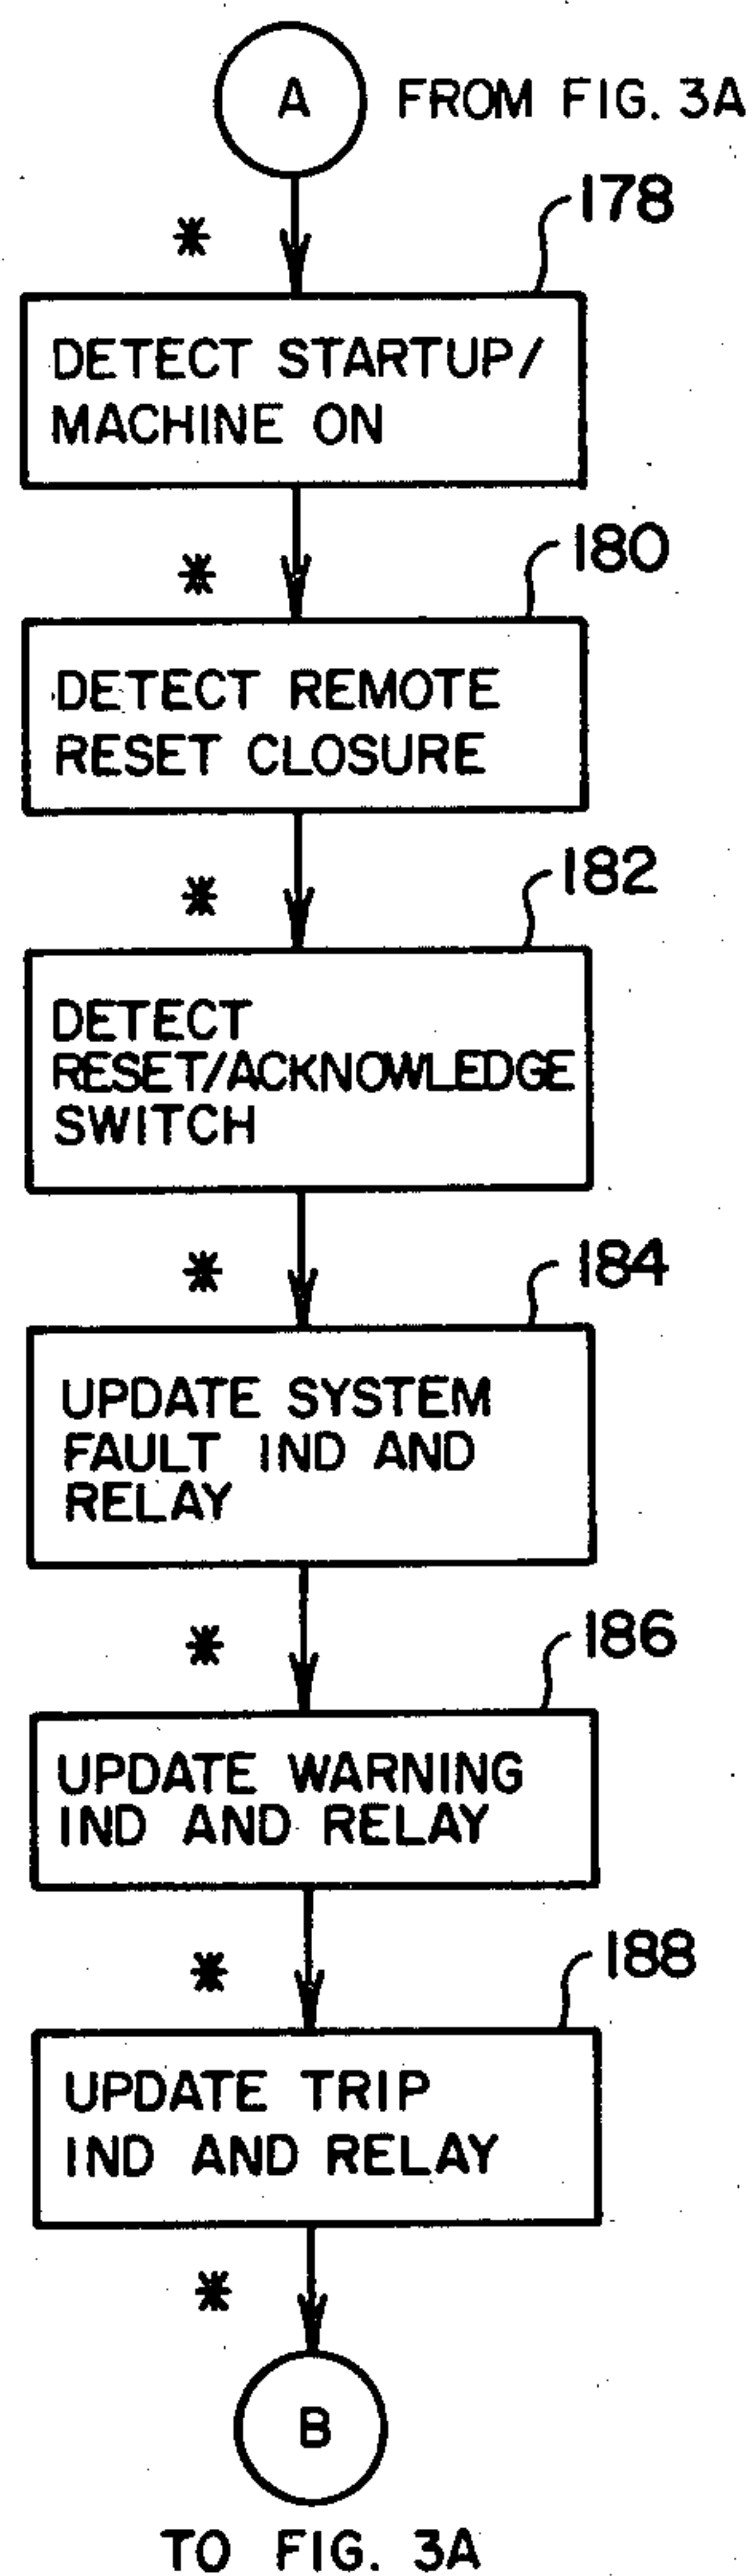 A FROM FIG. 3A
178
*
DETECT STARTUP/
MACHINE ON
180
*
DETECT REMOTE
RESET CLOSURE
182
*
DETECT
RESET/ACKNOWLEDGE
SWITCH
184
*
UPDATE SYSTEM
FAULT IND AND
RELAY
186
*
UPDATE WARNING
IND AND RELAY
188
*
UPDATE TRIP
IND AND RELAY
*
B
TO FIG. 3A